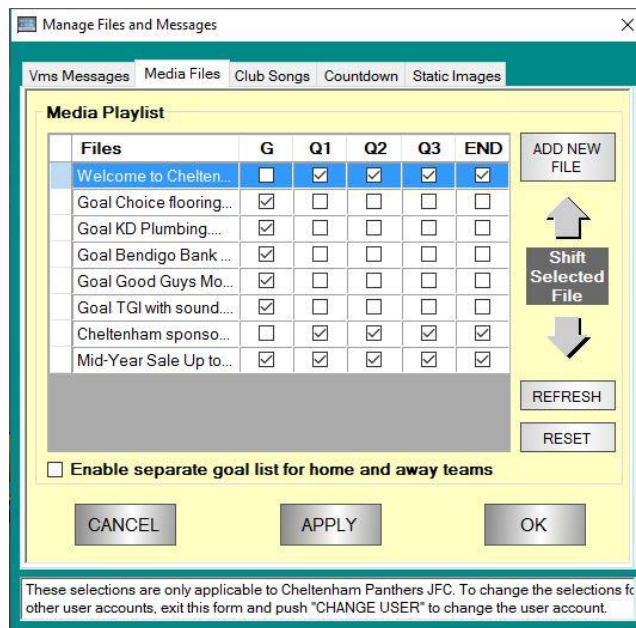 Manage Files and Messages
Vms Messages Media Files Club Songs Countdown Static Images
Media Playlist
Files G Q1 Q2 Q3 END
Welcome to Chelten...
Goal Choice flooring...
Goal KD Plumbing....
Goal Bendigo Bank ...
Goal Good Guys Mo...
Goal TGI with sound....
Cheltenham sponso...
Mid-Year Sale Up to...
ADD NEW
FILE
Shift
Selected
File
REFRESH
RESET
Enable separate goal list for home and away teams
CANCEL APPLY OK
These selections are only applicable to Cheltenham Panthers JFC. To change the selections fo
other user accounts, exit this form and push "CHANGE USER" to change the user account.